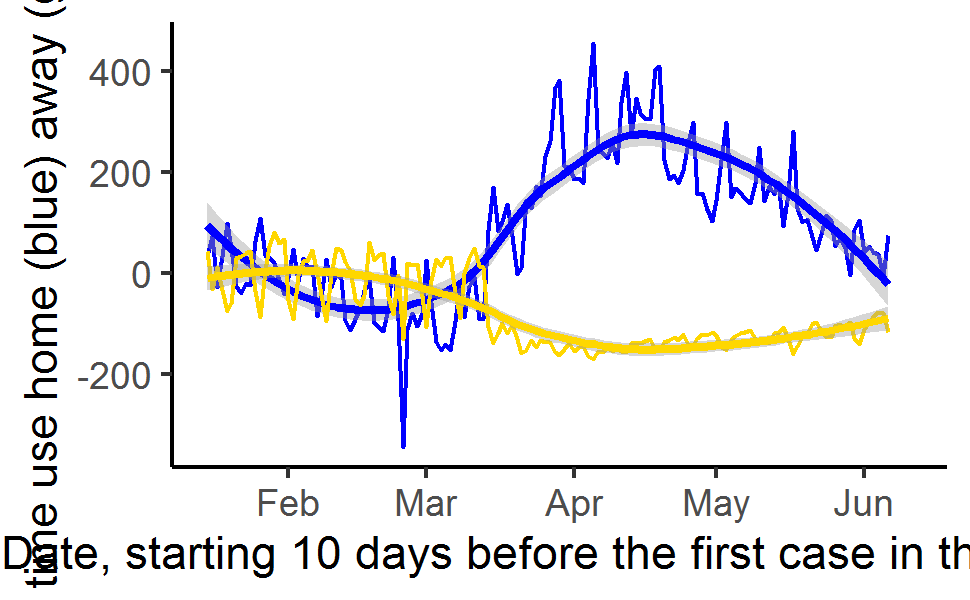 time use home (blue) away (
400
200
0
-200
Feb Mar Apr May Jun
Date, starting 10 days before the first case in th